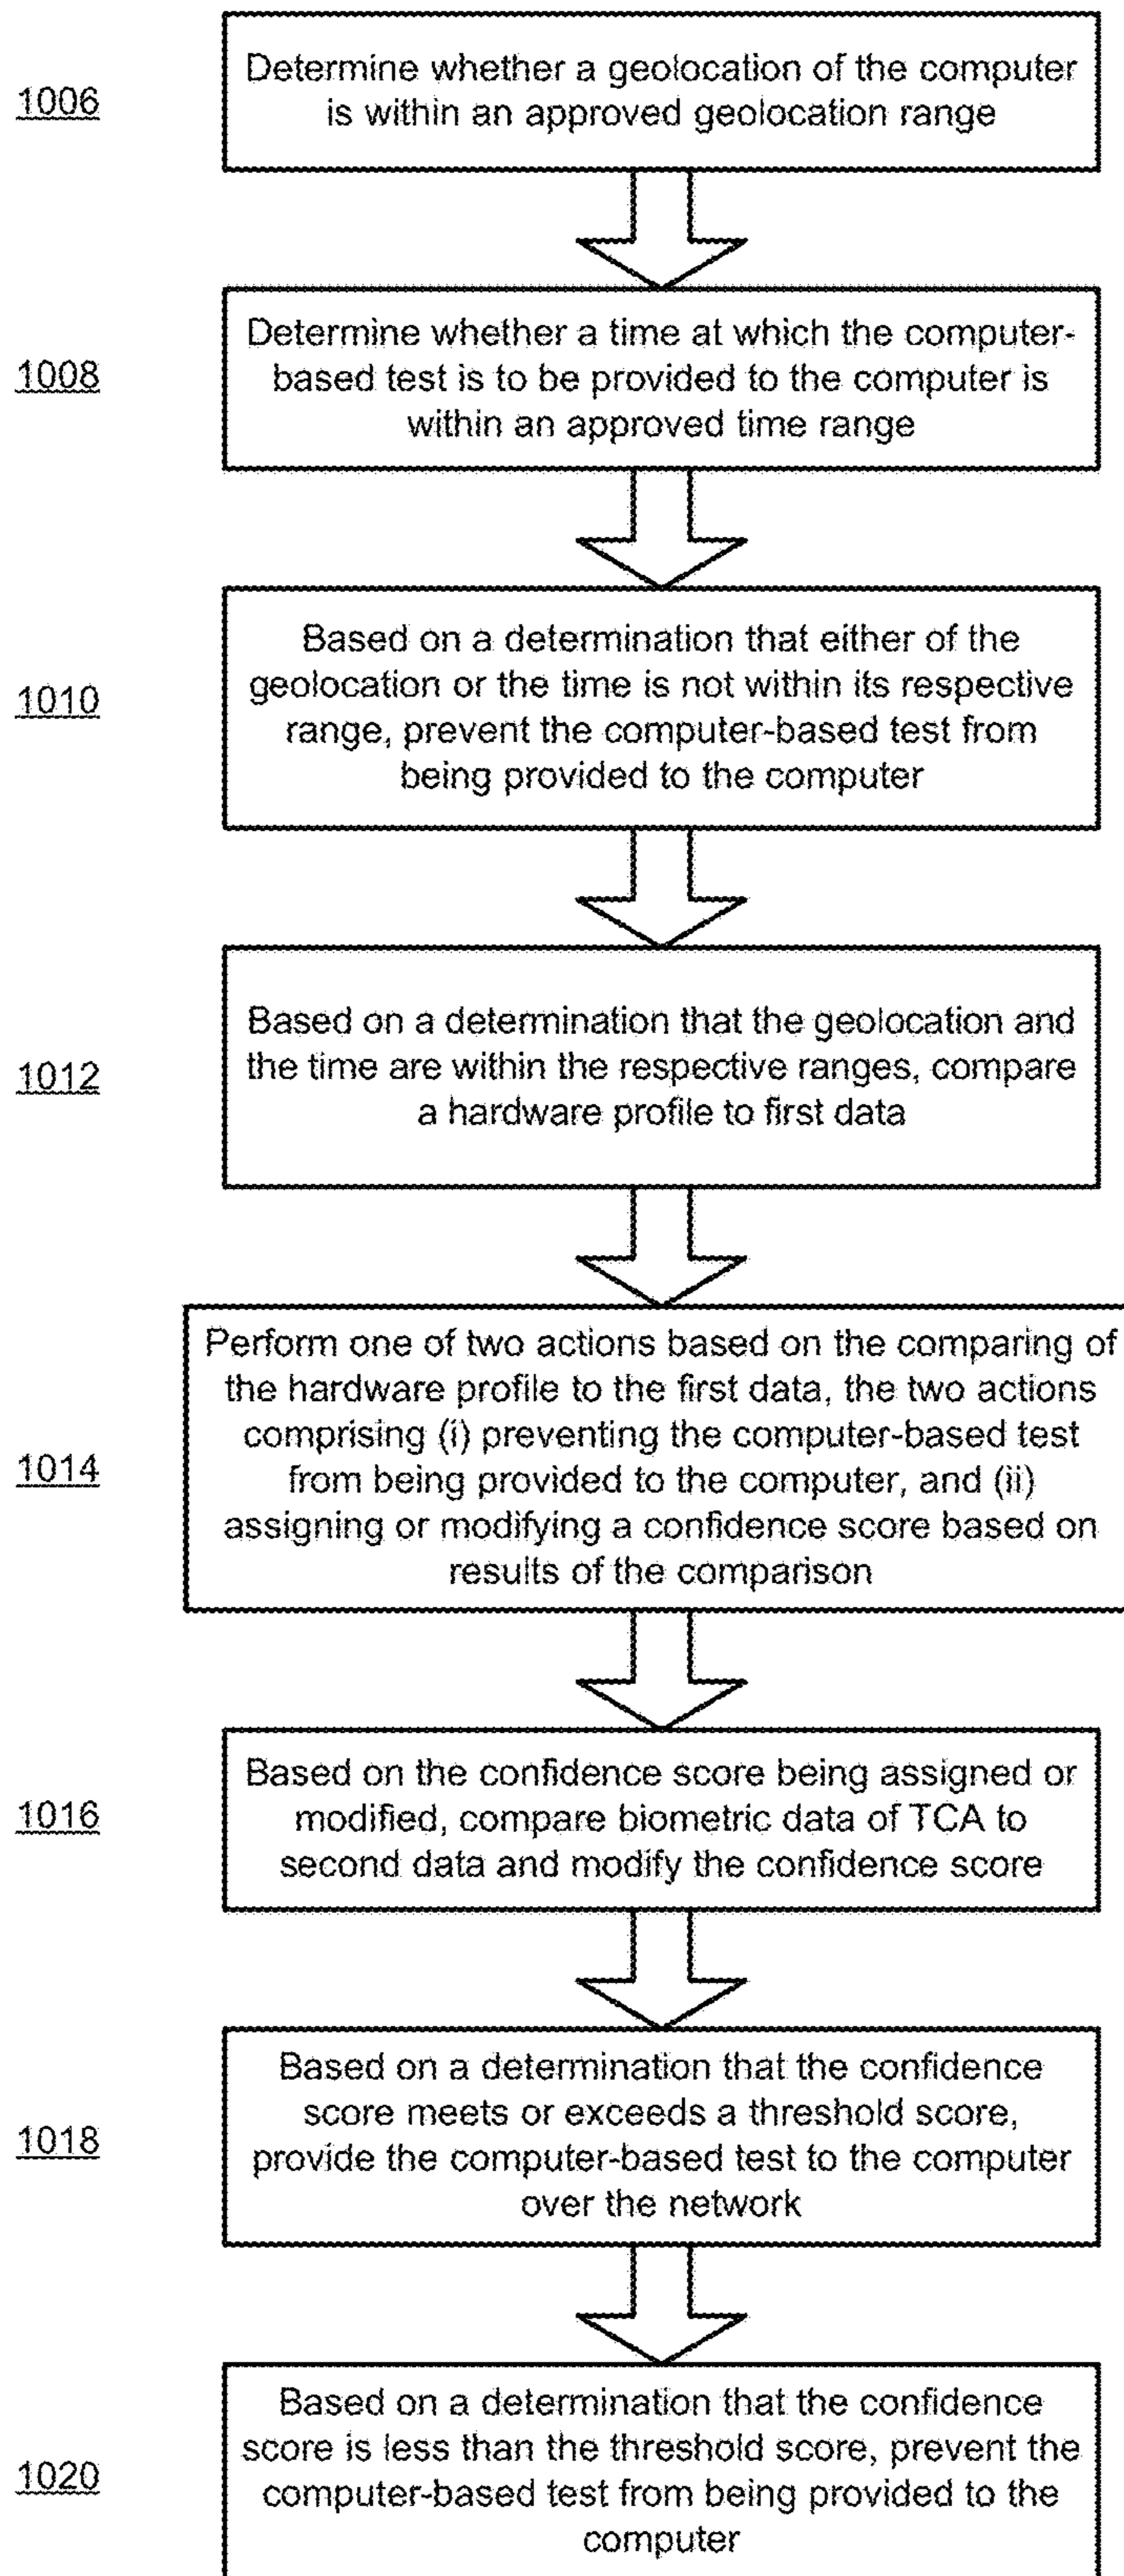 1006
Determine whether a geolocation of the computer
is within an approved geolocation range
1008
Determine whether a time at which the computer-
based test is to be provided to the computer is
within an approved time range
1010
Based on a determination that either of the
geolocation or the time is not within its respective
range, prevent the computer-based test from
being provided to the computer
1012
Based on a determination that the geolocation and
the time are within the respective ranges, compare
a hardware profile to first data
1014
Perform one of two actions based on the comparing of
the hardware profile to the first data, the two actions
comprising (i) preventing the computer-based test
from being provided to the computer, and (ii)
assigning or modifying a confidence score based on
results of the comparison
1016
Based on the confidence score being assigned or
modified, compare biometric data of TCA to
second data and modify the confidence score
1018
Based on a determination that the confidence
score meets or exceeds a threshold score,
provide the computer-based test to the computer
over the network
1020
Based on a determination that the confidence
score is less than the threshold score, prevent the
computer-based test from being provided to the
computer